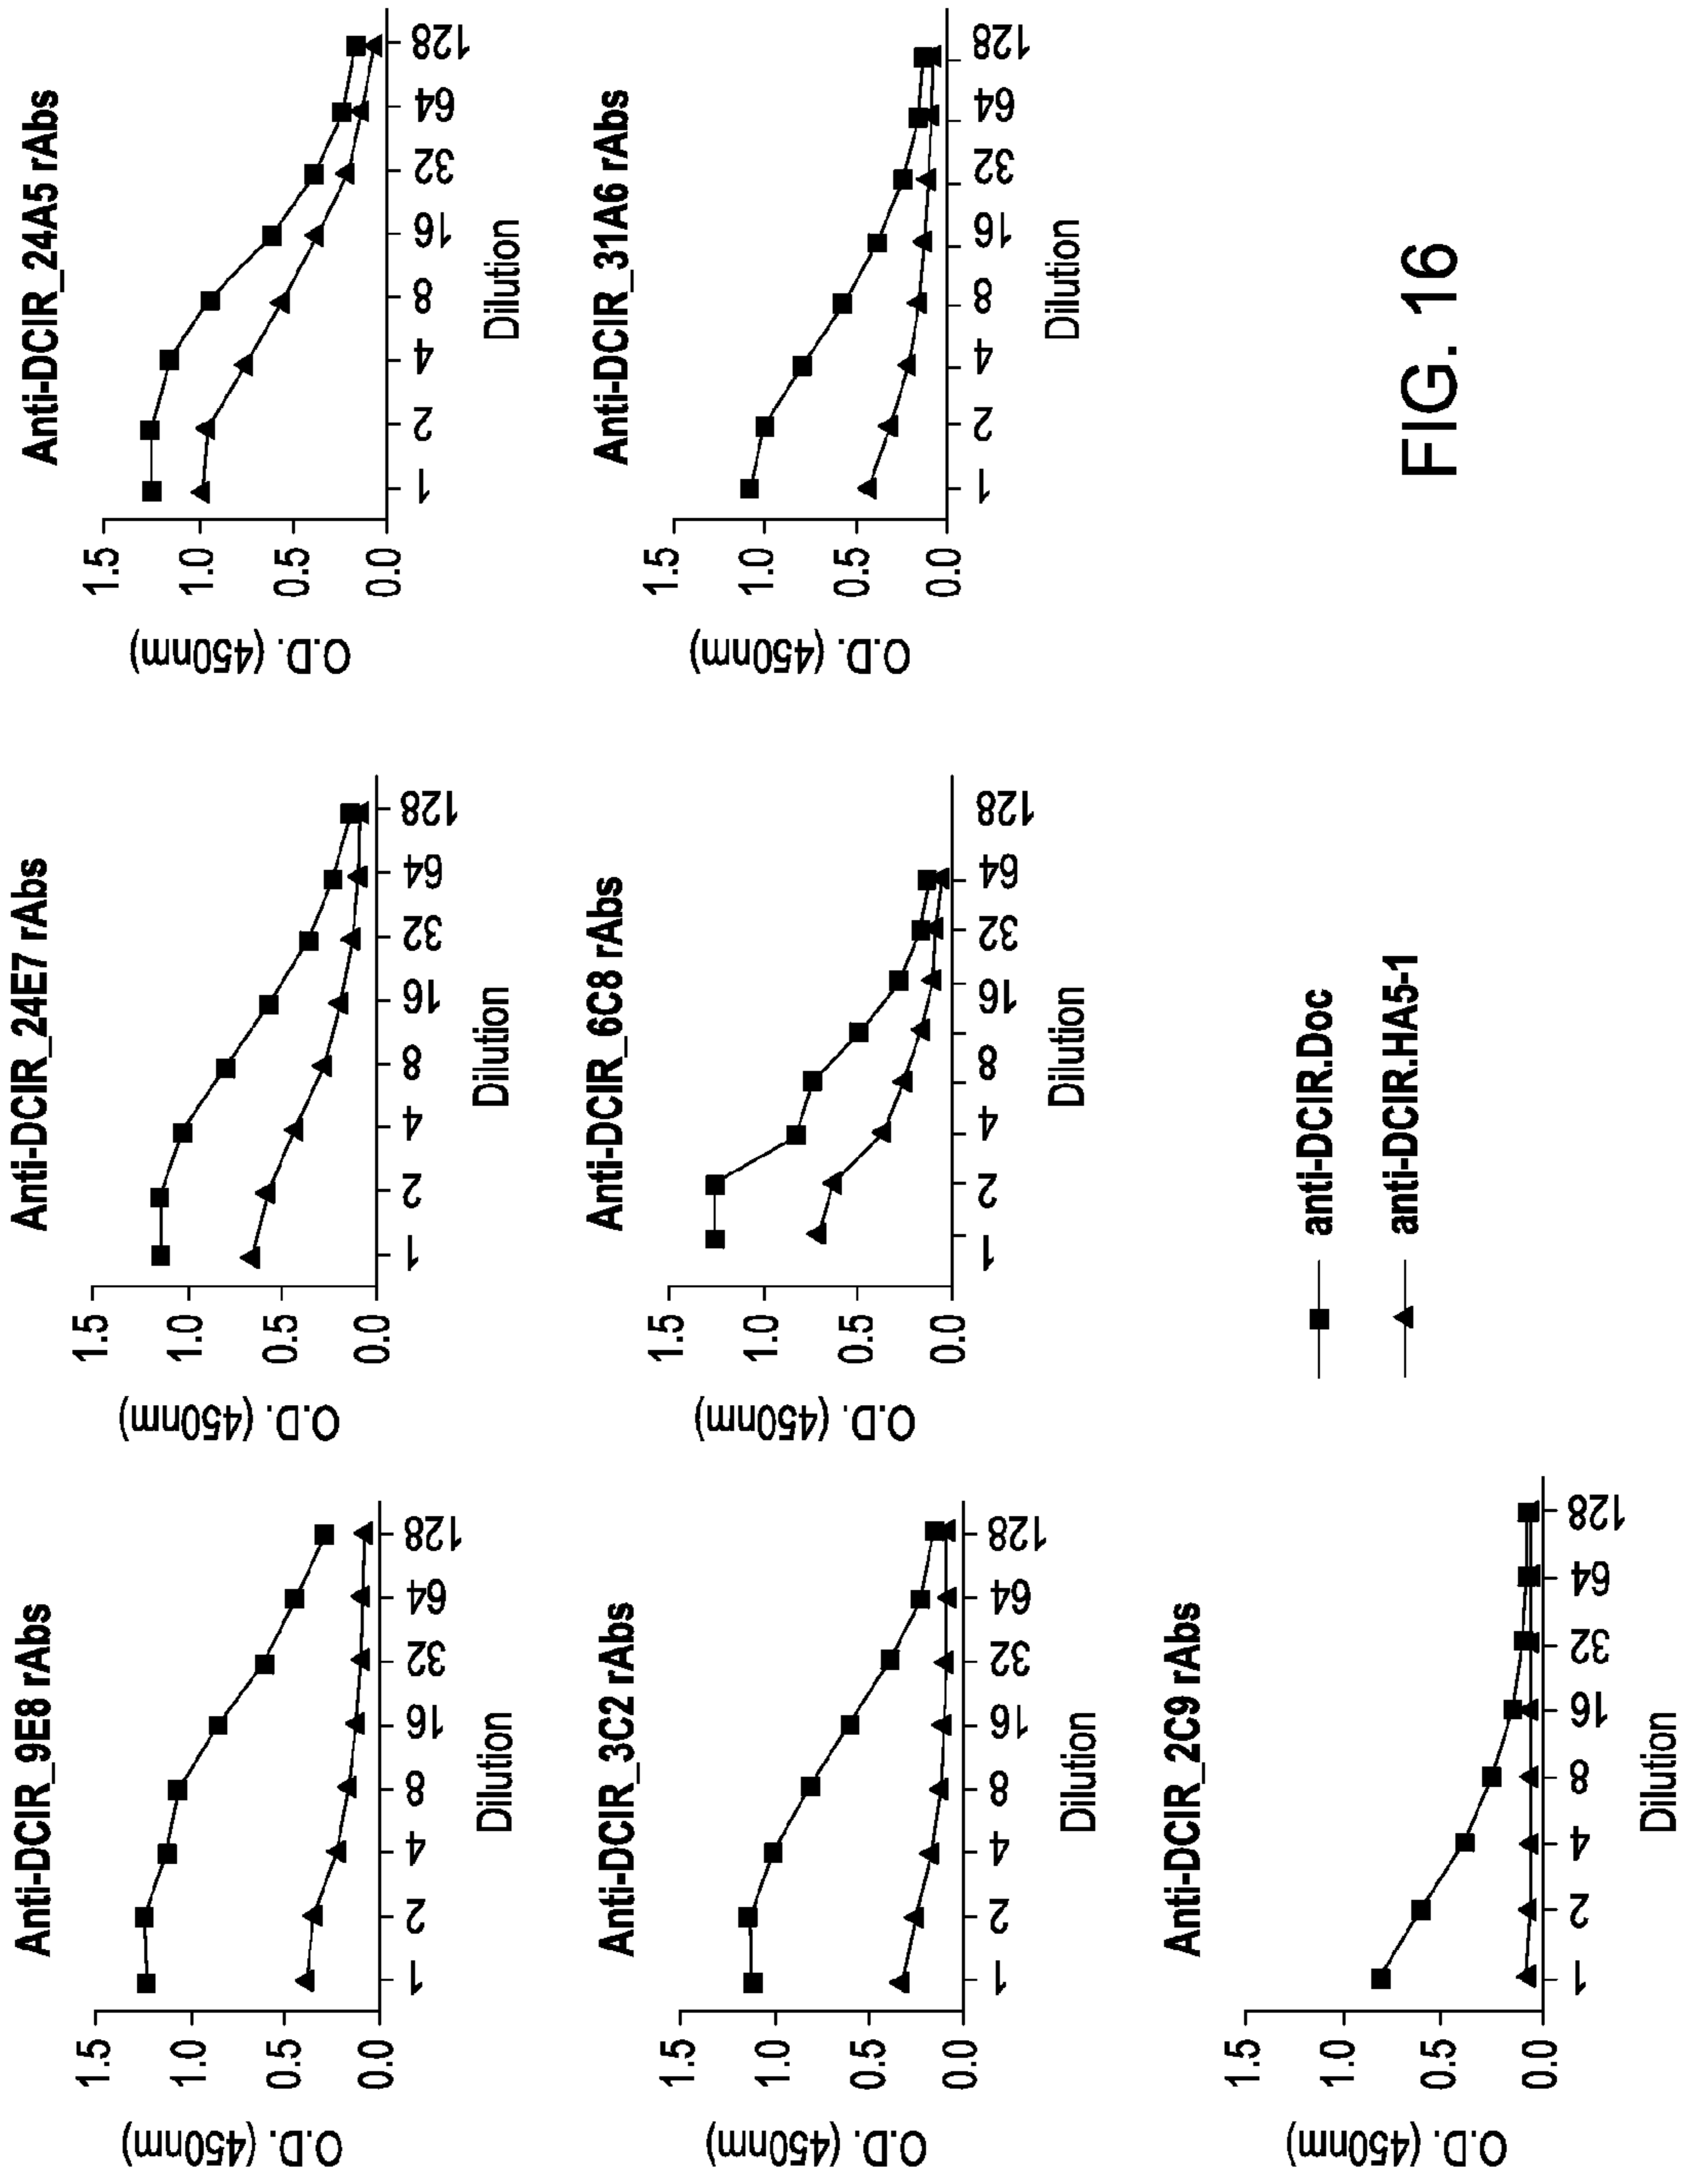 Anti-DCIR_9E8 rAbs
O.D. (450nm)
1.5
1.0
0.5
0.0
1 2 4 8 16 32 64 128
Dilution
Anti-DCIR_24E7 rAbs
O.D. (450nm)
1.5
1.0
0.5
0.0
1 2 4 8 16 32 64 128
Dilution
Anti-DCIR_24A5 rAbs
O.D. (450nm)
1.5
1.0
0.5
0.0
1 2 4 8 16 32 64 128
Dilution
Anti-DCIR_3C2 rAbs
O.D. (450nm)
1.5
1.0
0.5
0.0
1 2 4 8 16 32 64 128
Dilution
Anti-DCIR_6C8 rAbs
O.D. (450nm)
1.5
1.0
0.5
0.0
1 2 4 8 16 32 64 128
Dilution
Anti-DCIR_31A6 rAbs
O.D. (450nm)
1.5
1.0
0.5
0.0
1 2 4 8 16 32 64 128
Dilution
Anti-DCIR_2C9 rAbs
O.D. (450nm)
1.5
1.0
0.5
0.0
1 2 4 8 16 32 64 128
Dilution
anti-DCIR.Doc
anti-DCIR.HA5-1
FIG. 16